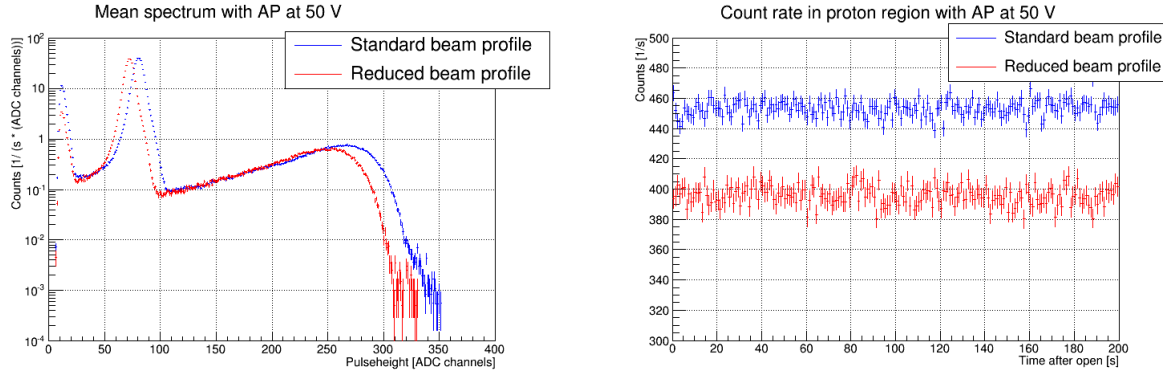 Mean spectrum with AP at 50 V
Counts [1/ (s * (ADC channels))]
10²
10
1
10⁻¹
10⁻²
10⁻³
10⁻⁴
Standard beam profile
Reduced beam profile
0 50 100 150 200 250 300 350 400
Pulseheight [ADC channels]
Count rate in proton region with AP at 50 V
Counts [1/s]
500
480
460
440
420
400
380
360
340
320
300
Standard beam profile
Reduced beam profile
0 20 40 60 80 100 120 140 160 180 200
Time after open [s]